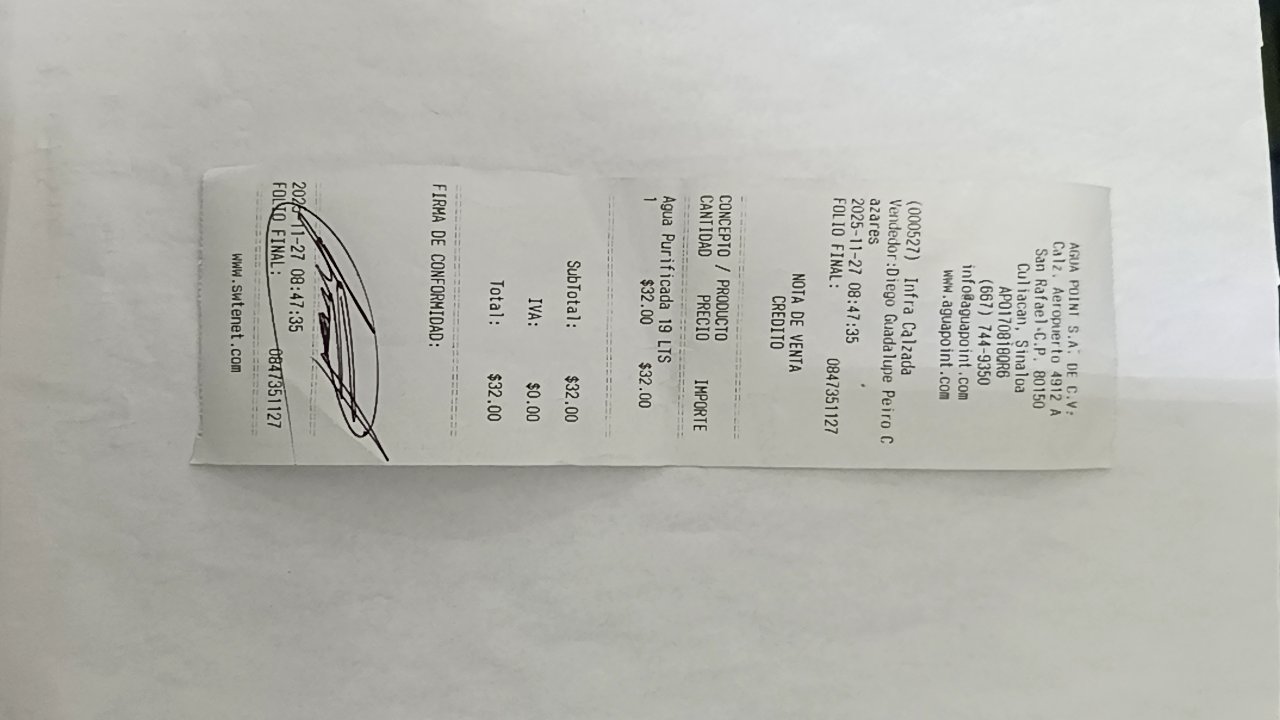 AGUA POINT S.A. DE C.V.
Calz. Aeropuerto 4912 A
San Rafael C.P. 80150
Culiacan, Sinaloa
APO170818QR6
(667) 744-9350
info@aguapoint.com
www.aguapoint.com
(000527) Infra Calzada
Vendedor:Diego Guadalupe Peiro C
azares
2025-11-27 08:47:35
FOLIO FINAL: 0847351127
NOTA DE VENTA
CREDITO
CONCEPTO / PRODUCTO
CANTIDAD PRECIO IMPORTE
Agua Purificada 19 LTS
1 $32.00 $32.00
SubTotal: $32.00
IVA: $0.00
Total: $32.00
FIRMA DE CONFORMIDAD:
2025-11-27 08:47:35
FOLIO FINAL: 0847351127
www.swtenet.com